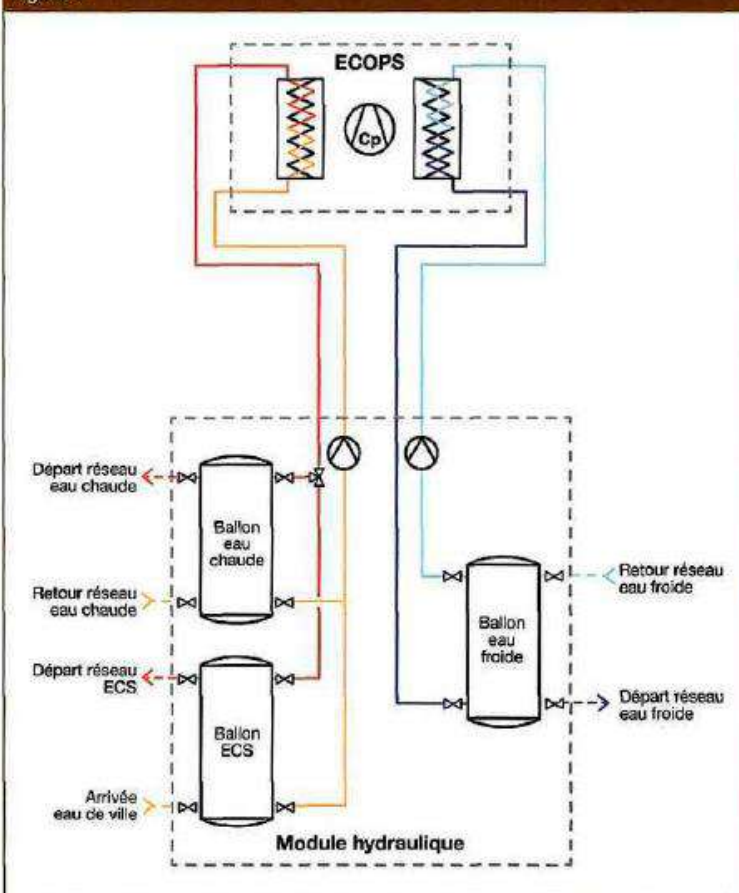 ECOPS
Cp
Départ réseau
eau chaude
Ballon
eau
chaude
Retour réseau
eau chaude
Départ réseau
ECS
Ballon
ECS
Arrivée
eau de ville
Retour réseau
eau froide
Ballon
eau
froide
Départ réseau
eau froide
Module hydraulique